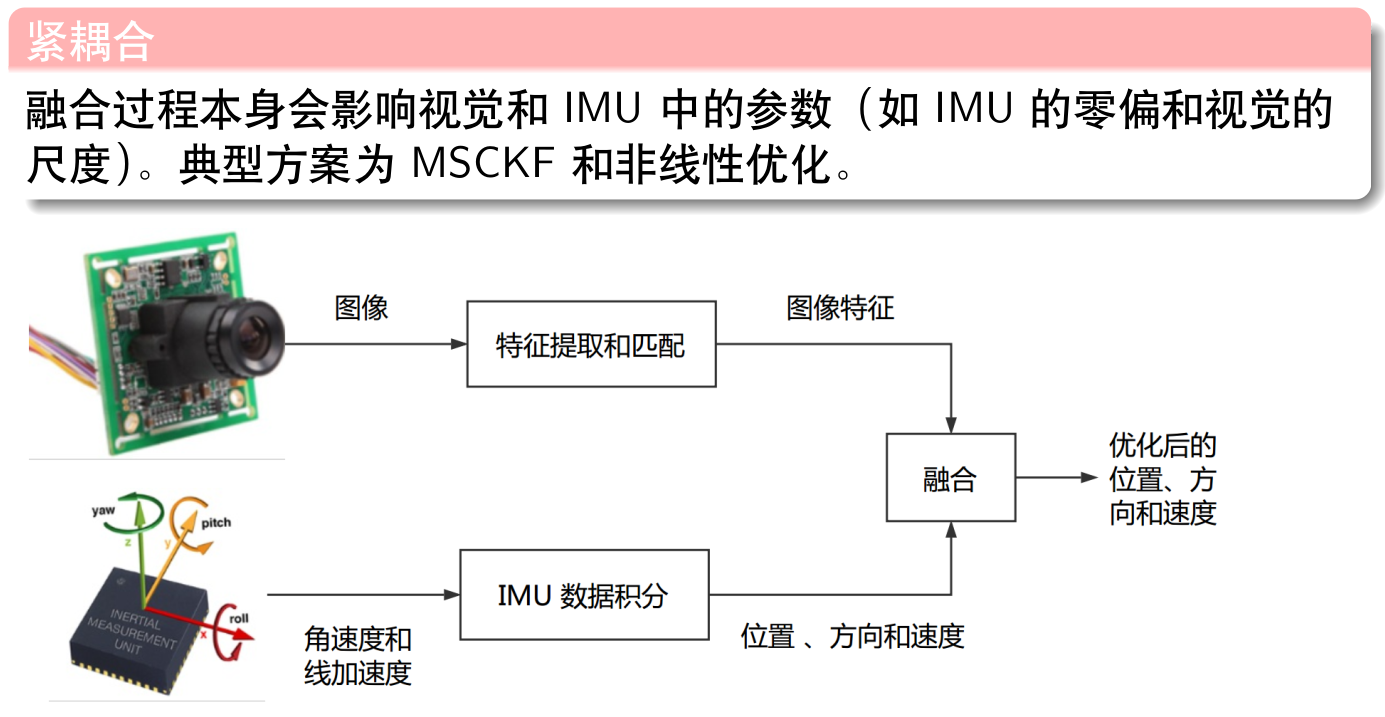 紧耦合
融合过程本身会影响视觉和 IMU 中的参数（如 IMU 的零偏和视觉的
尺度）。典型方案为 MSCKF 和非线性优化。
图像
特征提取和匹配
图像特征
融合
优化后的
位置、方
向和速度
yaw
pitch
z
y
roll
x
INERTIAL
MEASUREMENT
UNIT
IMU 数据积分
角速度和
线加速度
位置 、方向和速度